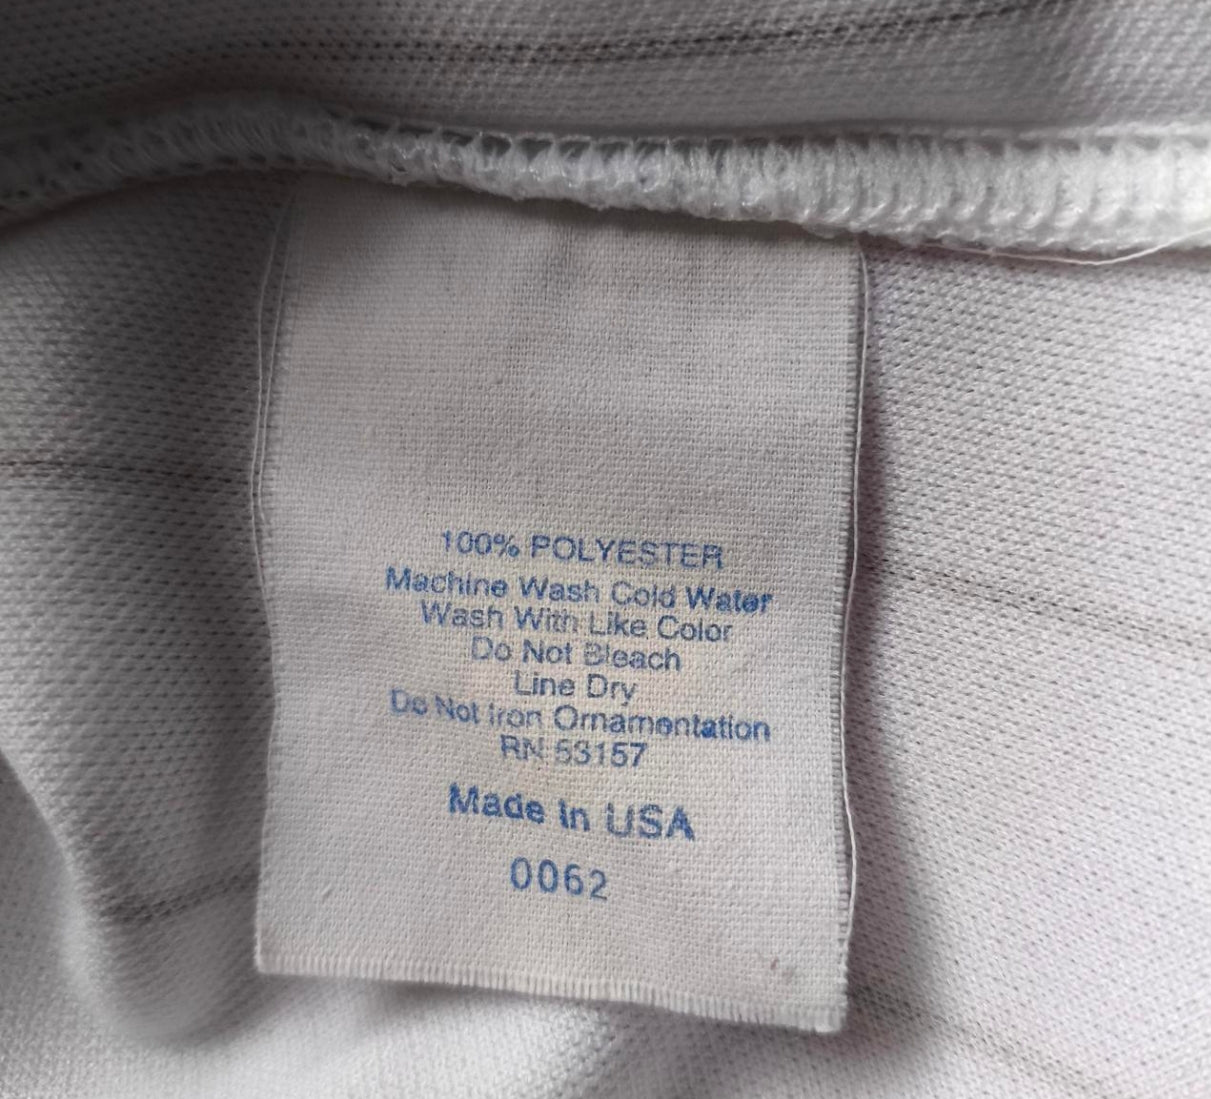 100% POLYESTER
Machine Wash Cold Water
Wash With Like Color
Do Not Bleach
Line Dry
Do Not Iron Ornamentation
RN 53157
Made in USA
0062